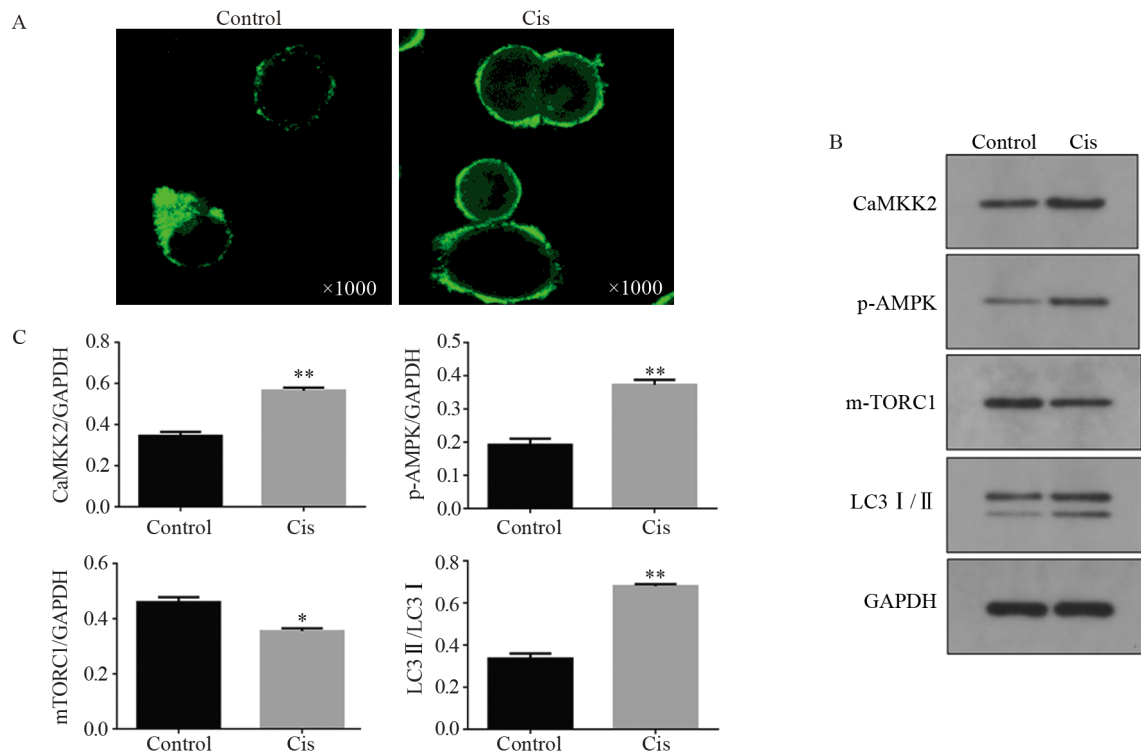 A
Control
Cis
×1000
×1000
B
Control
Cis
CaMKK2
p-AMPK
m-TORC1
LC3 Ⅰ/Ⅱ
GAPDH
C
CaMKK2/GAPDH
0.8
0.6
0.4
0.2
0.0
**
Control
Cis
p-AMPK/GAPDH
0.5
0.4
0.3
0.2
0.1
0.0
**
Control
Cis
mTORC1/GAPDH
0.6
0.4
0.2
0.0
*
Control
Cis
LC3Ⅱ/LC3Ⅰ
0.8
0.6
0.4
0.2
0.0
**
Control
Cis